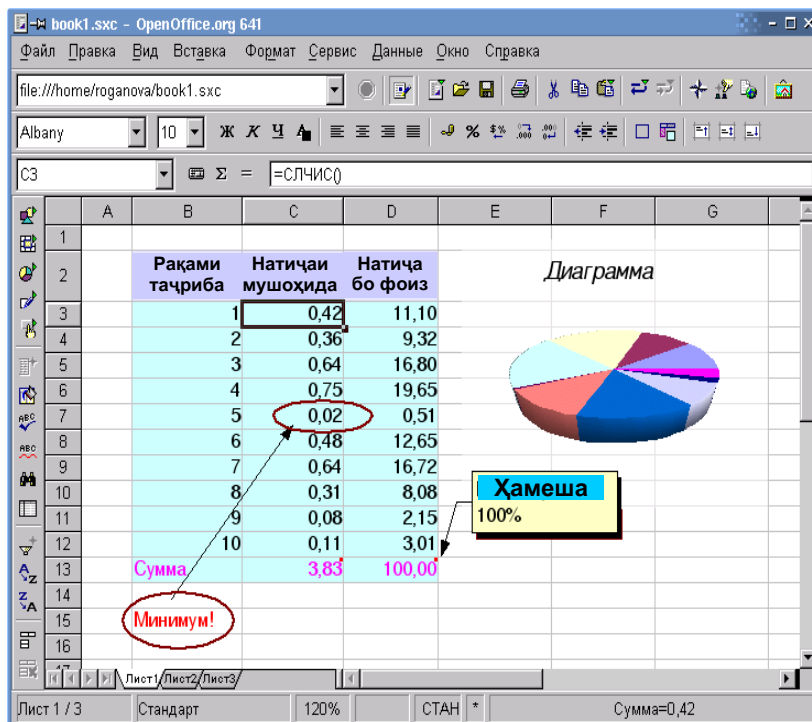 book1.sxc - OpenOffice.org 641
Файл Правка Вид Вставка Формат Сервис Данные Окно Справка
file:///home/roganova/book1.sxc
Albany 10 Ж К Ч A % $% .000 .000
C3 Σ = =СЛЧИС()
A B C D E F G
1
2 Рақами таҷриба Натиҷаи мушоҳида Натиҷа бо фоиз Диаграмма
3 1 0,42 11,10
4 2 0,36 9,32
5 3 0,64 16,80
6 4 0,75 19,65
7 5 0,02 0,51
8 6 0,48 12,65
9 7 0,64 16,72
10 8 0,31 8,08
11 9 0,08 2,15
12 10 0,11 3,01
13 Сумма 3,83 100,00
Ҳамеша
100%
14
15 Минимум!
16
17
ABC
ABC
A Z
Z A
Лист1 Лист2 Лист3
Лист 1 / 3 Стандарт 120% СТАН * Сумма=0,42